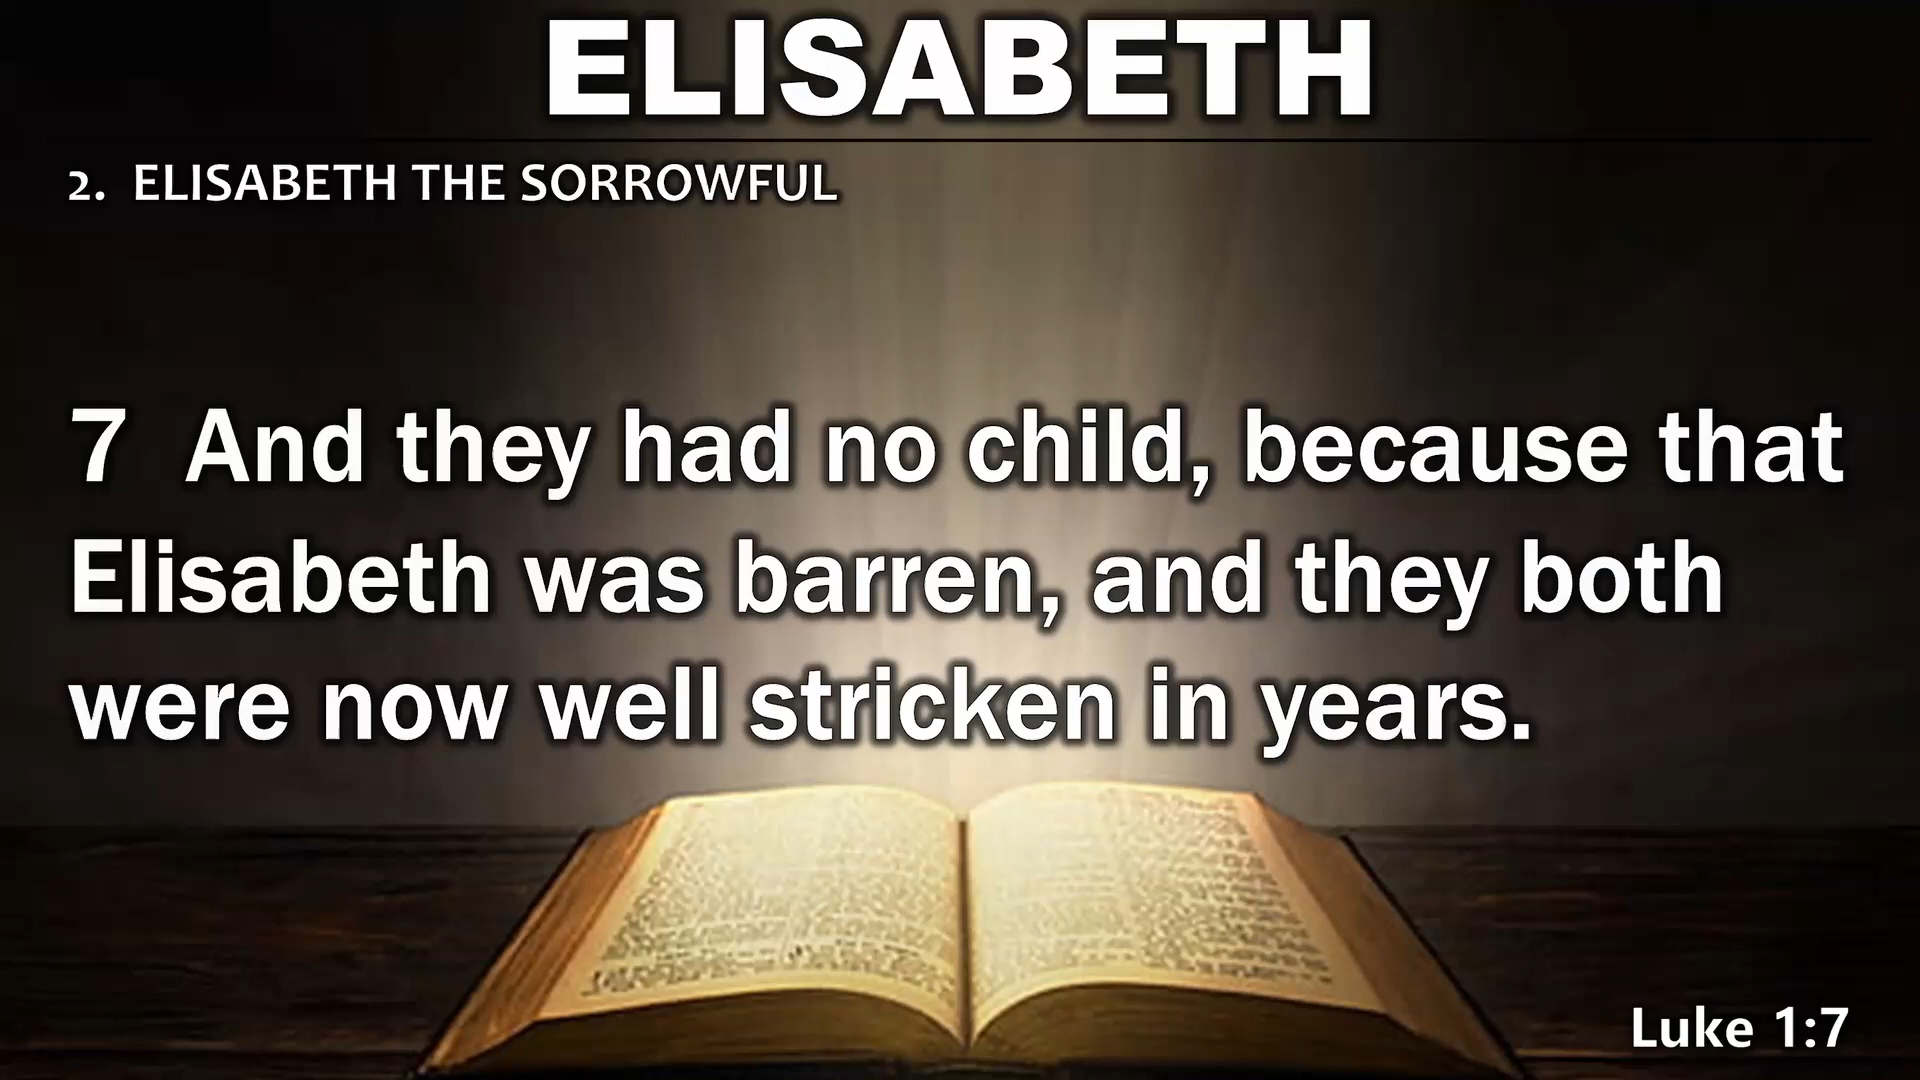 ELISABETH
2. ELISABETH THE SORROWFUL
7 And they had no child, because that
Elisabeth was barren, and they both
were now well stricken in years.
Luke 1:7